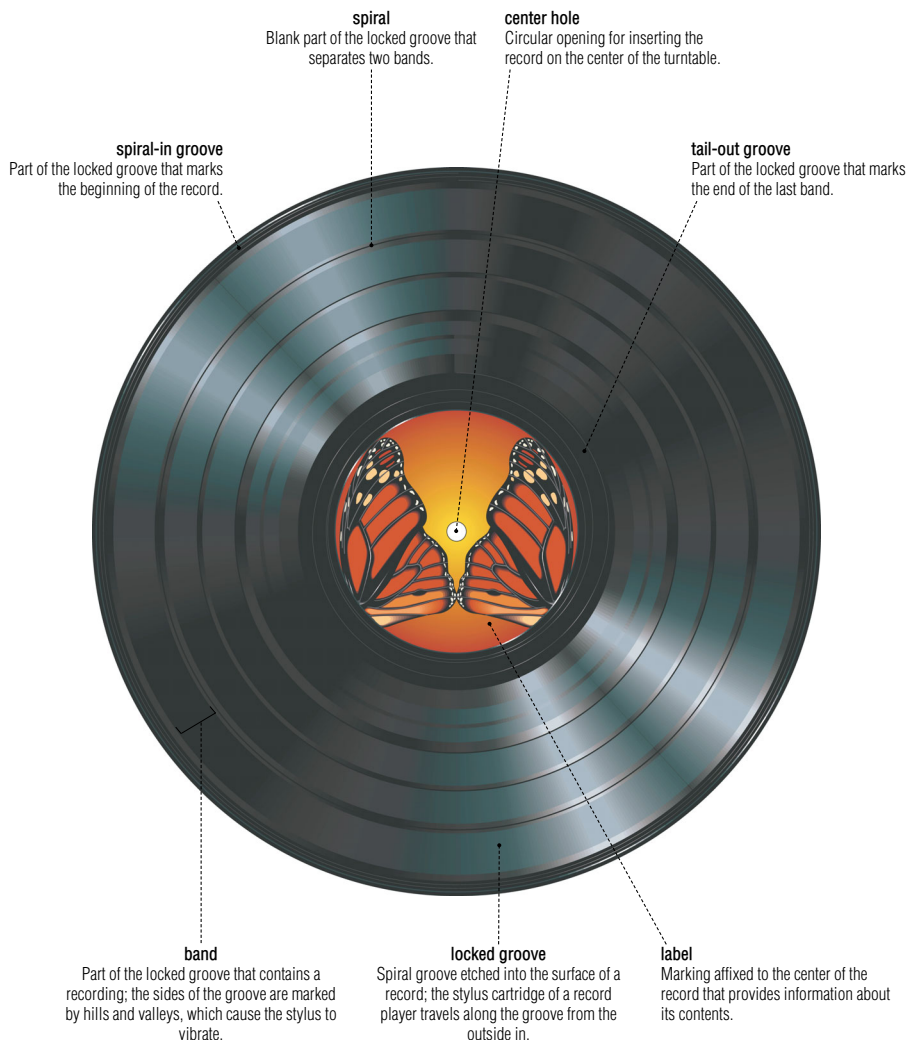 spiral
Blank part of the locked groove that
separates two bands.
center hole
Circular opening for inserting the
record on the center of the turntable.
spiral-in groove
Part of the locked groove that marks
the beginning of the record.
tail-out groove
Part of the locked groove that marks
the end of the last band.
band
Part of the locked groove that contains a
recording; the sides of the groove are marked
by hills and valleys, which cause the stylus to
vibrate.
locked groove
Spiral groove etched into the surface of a
record; the stylus cartridge of a record
player travels along the groove from the
outside in.
label
Marking affixed to the center of the
record that provides information about
its contents.